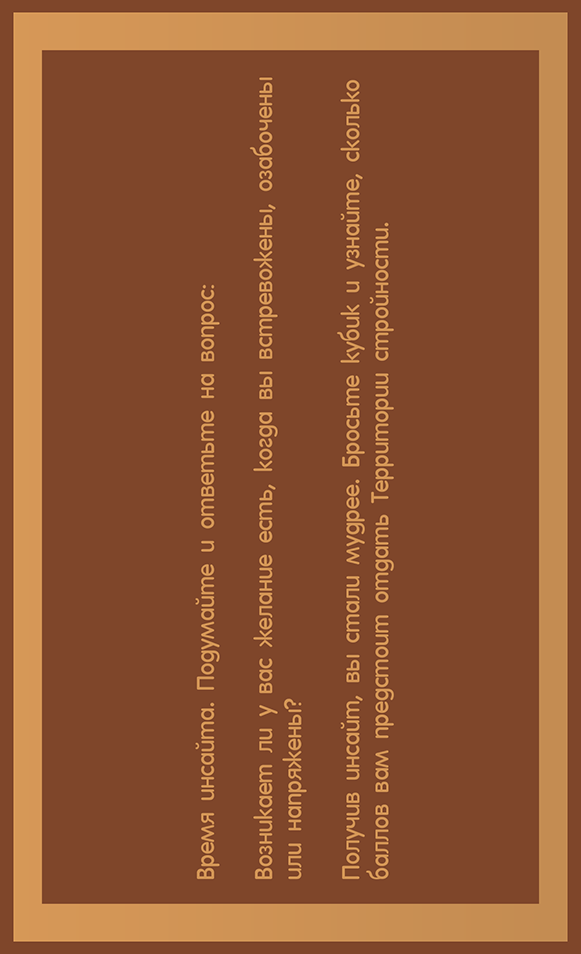 Время инсайта. Подумайте и ответьте на вопрос:
Возникает ли у вас желание есть, когда вы встревожены, озабочены
или напряжены?
Получив инсайт, вы стали мудрее. Бросьте кубик и узнайте, сколько
баллов вам предстоит отдать Территории стройности.